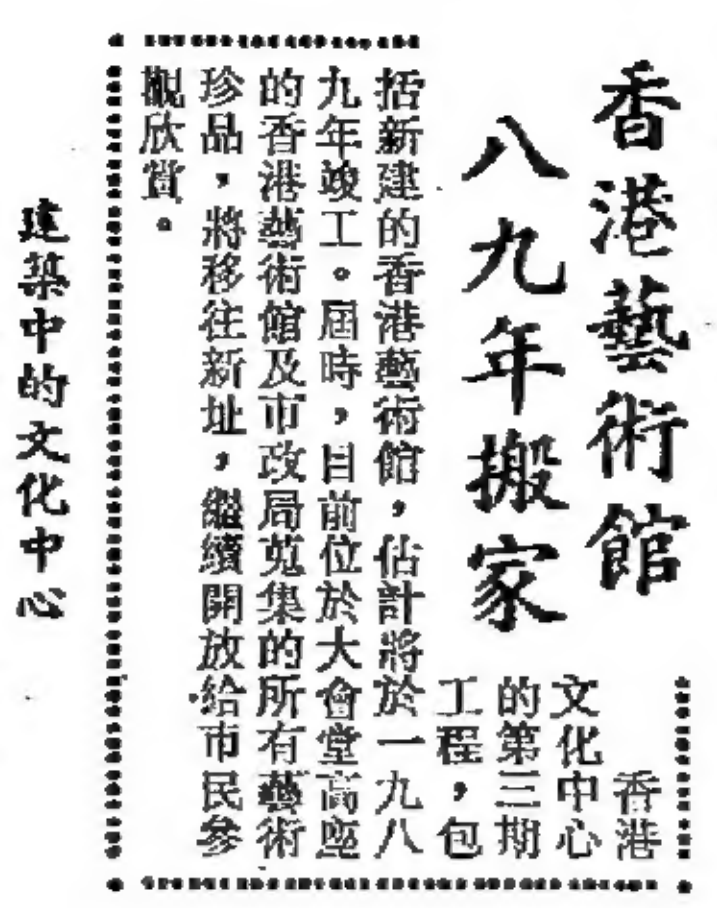 香港藝術館
八九年搬家
香港
文化中心
的第三期
工程，包
括新建的香港藝術館，估計將於一九八
九年竣工。屆時，目前位於大會堂高座
的香港藝術館及市政局蒐集的所有藝術
珍品，將移往新址，繼續開放給市民參
觀欣賞。
建築中的文化中心